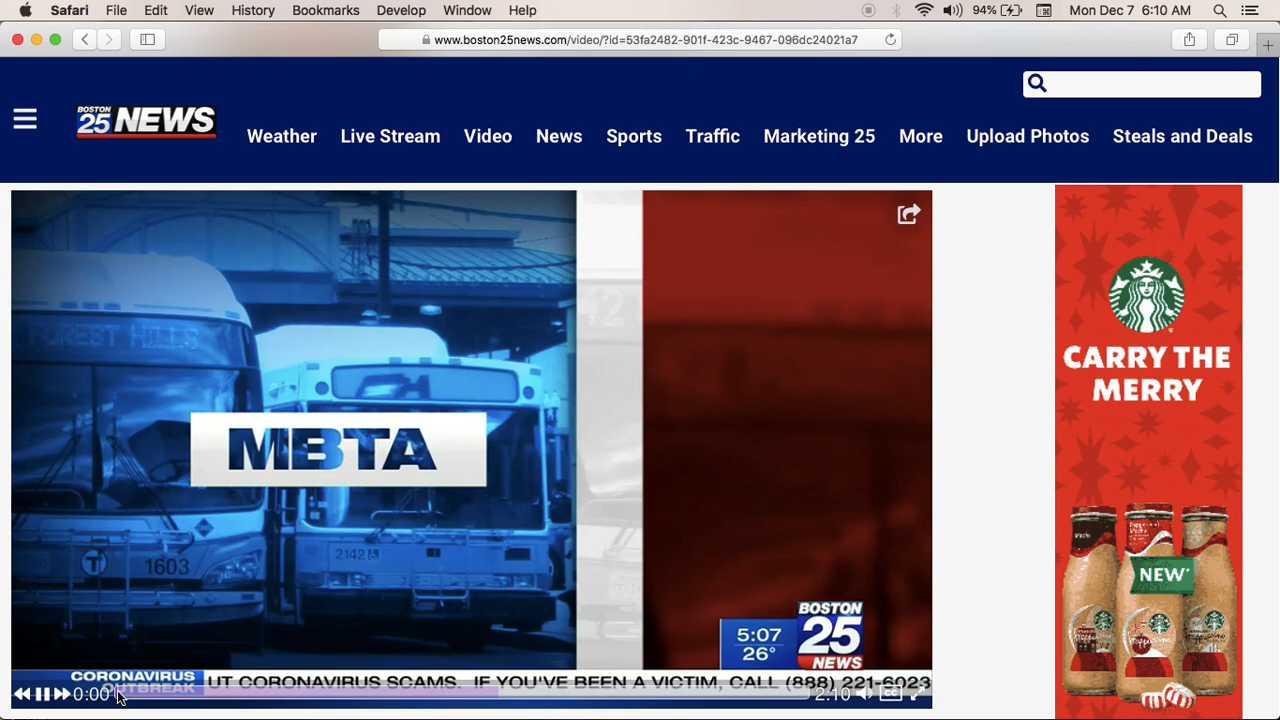 Safari File Edit View History Bookmarks Develop Window Help 94% Mon Dec 7 6:10 AM
www.boston25news.com/video/?id=53fa2482-901f-423c-9467-096dc24021a7
BOSTON
25 NEWS
Weather Live Stream Video News Sports Traffic Marketing 25 More Upload Photos Steals and Deals
FOREST HILLS
MBTA
2142
T 1603
5:07
26°
BOSTON
25
NEWS
CORONAVIRUS
OUTBREAK
UT CORONAVIRUS SCAMS. IF YOU'VE BEEN A VICTIM, CALL (888) 221-6023
0:00 2:10 CC
CARRY THE
MERRY
NEW*